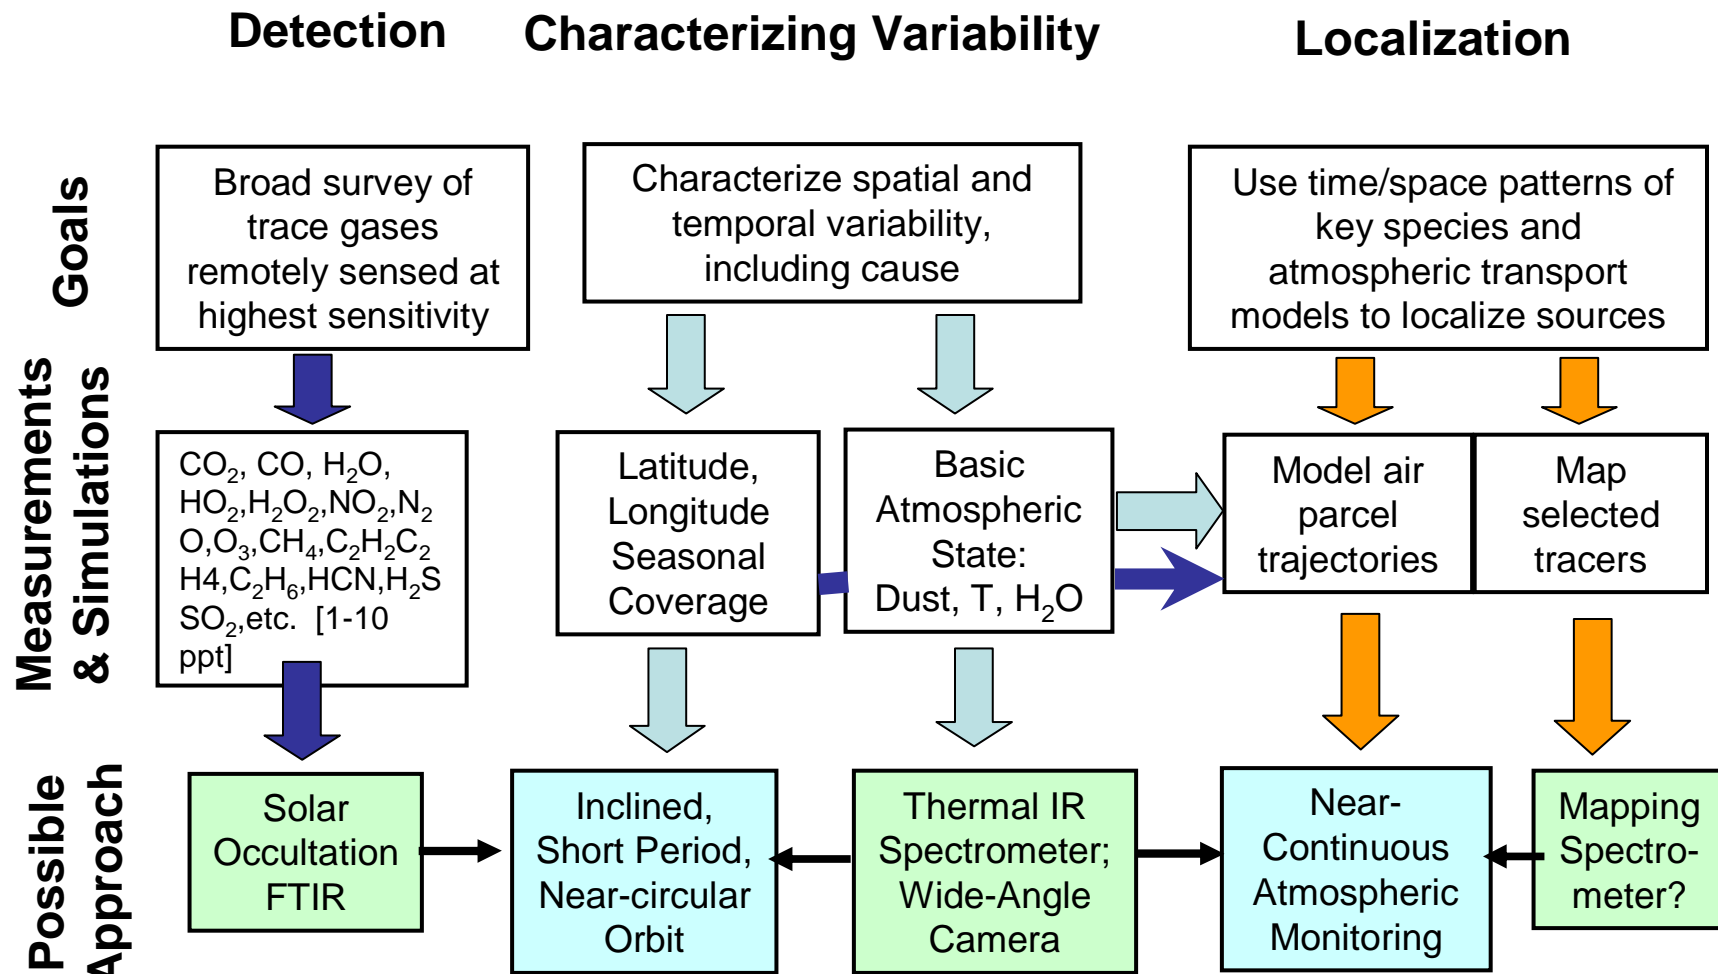 Detection
Characterizing Variability
Localization
Goals
Broad survey of
trace gases
remotely sensed at
highest sensitivity
Characterize spatial and
temporal variability,
including cause
Use time/space patterns of
key species and
atmospheric transport
models to localize sources
Measurements
& Simulations
CO₂, CO, H₂O,
HO₂,H₂O₂,NO₂,N₂
O,O₃,CH₄,C₂H₂C₂
H4,C₂H₆,HCN,H₂S
SO₂,etc. [1-10
ppt]
Latitude,
Longitude
Seasonal
Coverage
Basic
Atmospheric
State:
Dust, T, H₂O
Model air
parcel
trajectories
Map
selected
tracers
Possible
Approach
Solar
Occultation
FTIR
Inclined,
Short Period,
Near-circular
Orbit
Thermal IR
Spectrometer;
Wide-Angle
Camera
Near-
Continuous
Atmospheric
Monitoring
Mapping
Spectro-
meter?